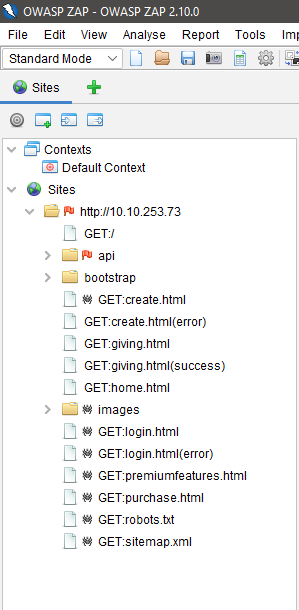 OWASP ZAP - OWASP ZAP 2.10.0
File Edit View Analyse Report Tools Im
Standard Mode
Sites
Contexts
Default Context
Sites
http://10.10.253.73
GET:/
api
bootstrap
GET:create.html
GET:create.html(error)
GET:giving.html
GET:giving.html(success)
GET:home.html
images
GET:login.html
GET:login.html(error)
GET:premiumfeatures.html
GET:purchase.html
GET:robots.txt
GET:sitemap.xml